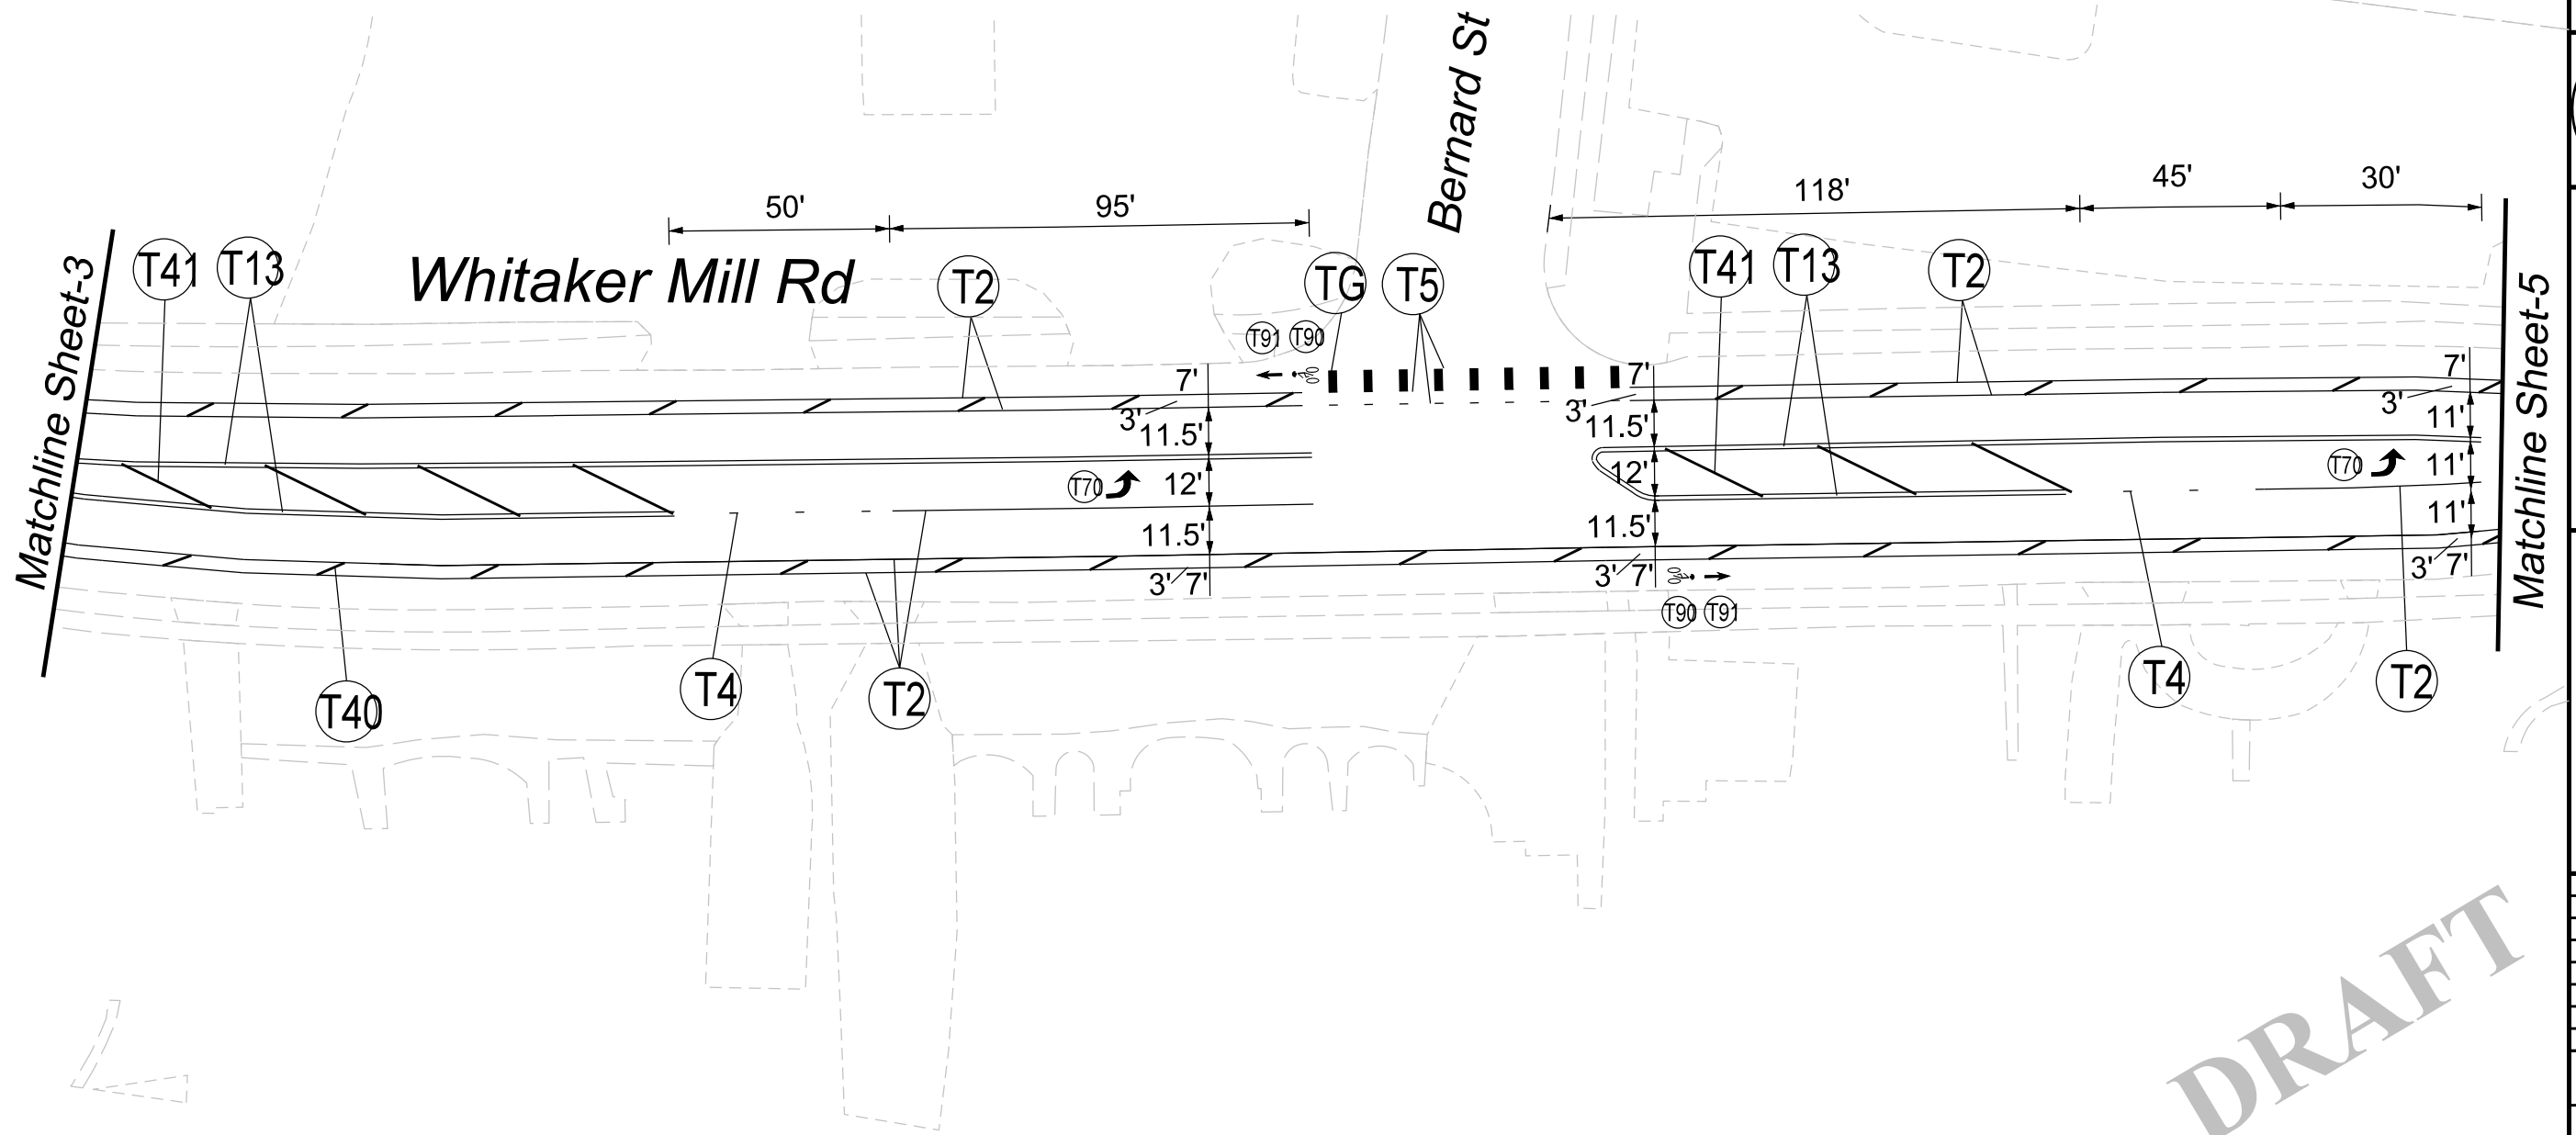 Bernard St
50'
95'
118'
45'
30'
T41
T13
Whitaker Mill Rd
T2
TG
T5
T41
T13
T2
Matchline Sheet-3
Matchline Sheet-5
T91
T90
7'
3'
11.5'
7'
3'
11.5'
7'
3'
11'
T70
12'
12'
T70
11'
11.5'
3'
7'
11.5'
3'
7'
11'
3'
7'
T90
T91
T40
T4
T2
T4
T2
DRAFT